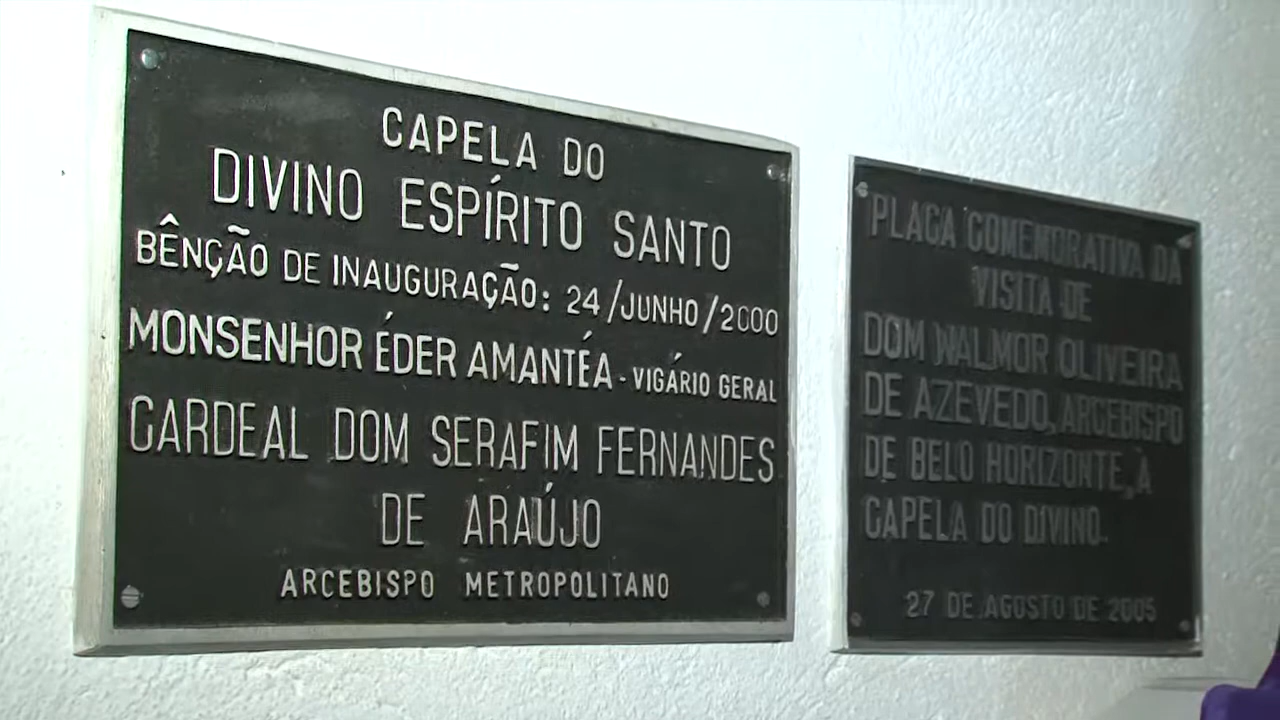 CAPELA DO
DIVINO ESPÍRITO SANTO
BÊNÇÃO DE INAUGURAÇÃO: 24/JUNHO/2000
MONSENHOR ÉDER AMANTÉA - VIGÁRIO GERAL
CARDEAL DOM SERAFIM FERNANDES
DE ARAÚJO
ARCEBISPO METROPOLITANO
PLACA COMEMORATIVA DA
VISITA DE
DOM WALMOR OLIVEIRA
DE AZEVEDO, ARCEBISPO
DE BELO HORIZONTE, À
CAPELA DO DIVINO.
27 DE AGOSTO DE 2005